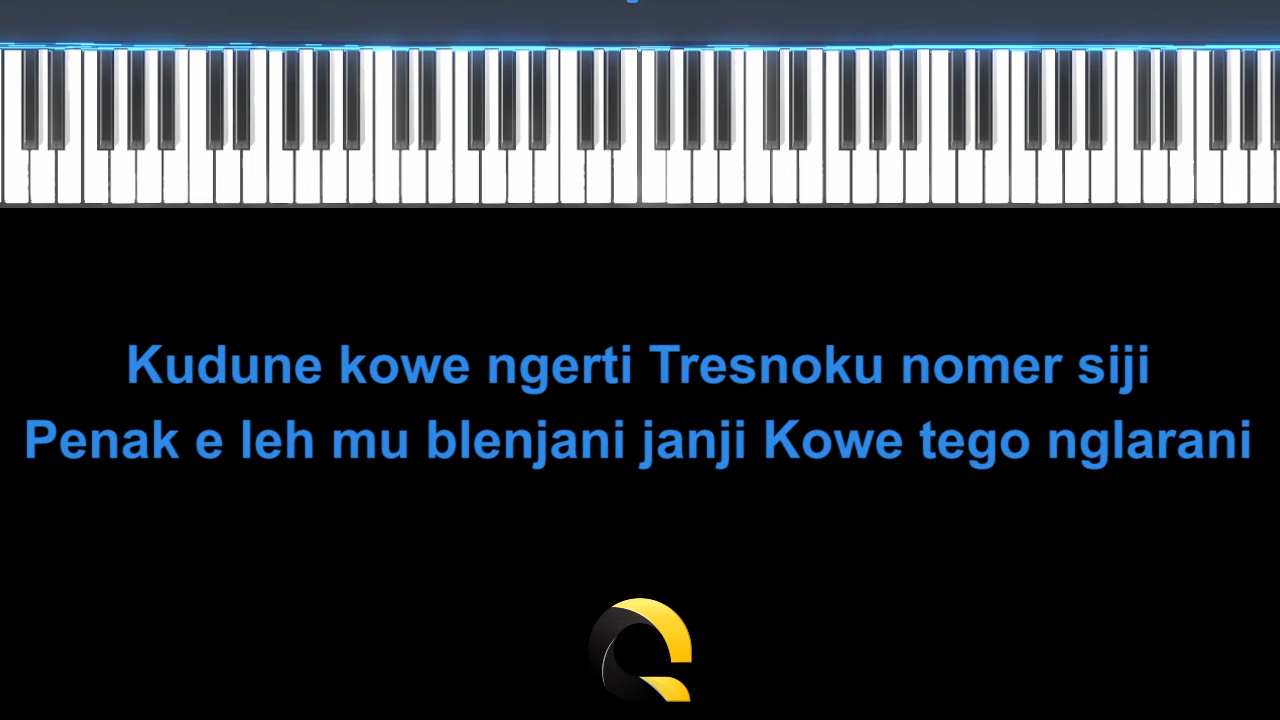 Kudune kowe ngerti Tresnoku nomer siji
Penak e leh mu blenjani janji Kowe tego nglarani